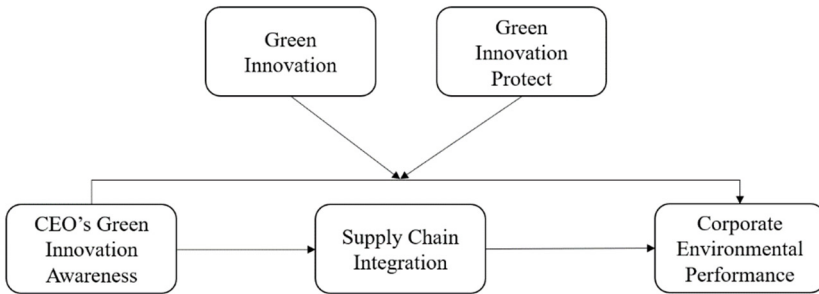 Green
Innovation
Green
Innovation
Protect
CEO's Green
Innovation
Awareness
Supply Chain
Integration
Corporate
Environmental
Performance